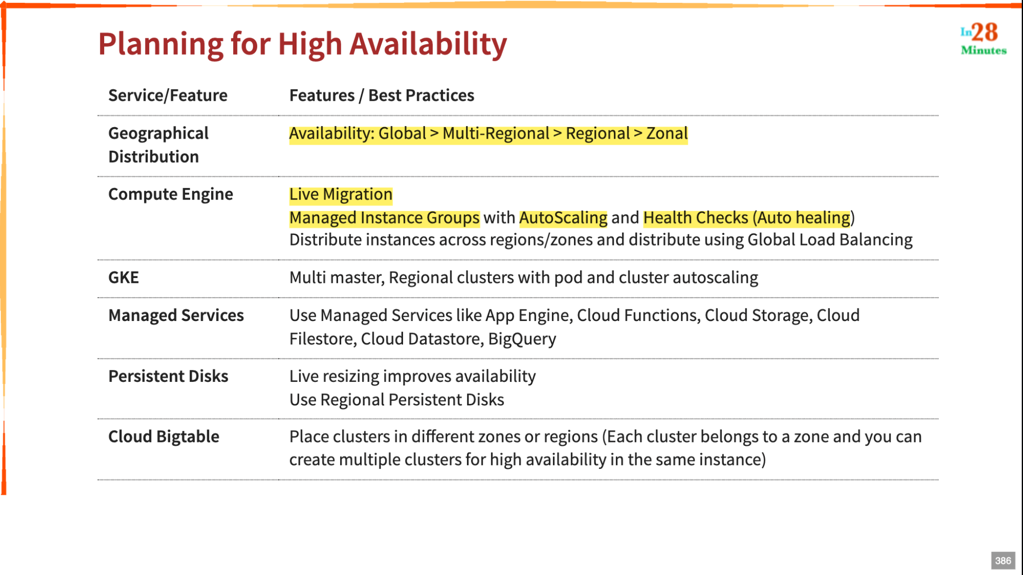 Planning for High Availability
In28
Minutes
Service/Feature
Features / Best Practices
Geographical
Distribution
Availability: Global > Multi-Regional > Regional > Zonal
Compute Engine
Live Migration
Managed Instance Groups with AutoScaling and Health Checks (Auto healing)
Distribute instances across regions/zones and distribute using Global Load Balancing
GKE
Multi master, Regional clusters with pod and cluster autoscaling
Managed Services
Use Managed Services like App Engine, Cloud Functions, Cloud Storage, Cloud
Filestore, Cloud Datastore, BigQuery
Persistent Disks
Live resizing improves availability
Use Regional Persistent Disks
Cloud Bigtable
Place clusters in different zones or regions (Each cluster belongs to a zone and you can
create multiple clusters for high availability in the same instance)
386